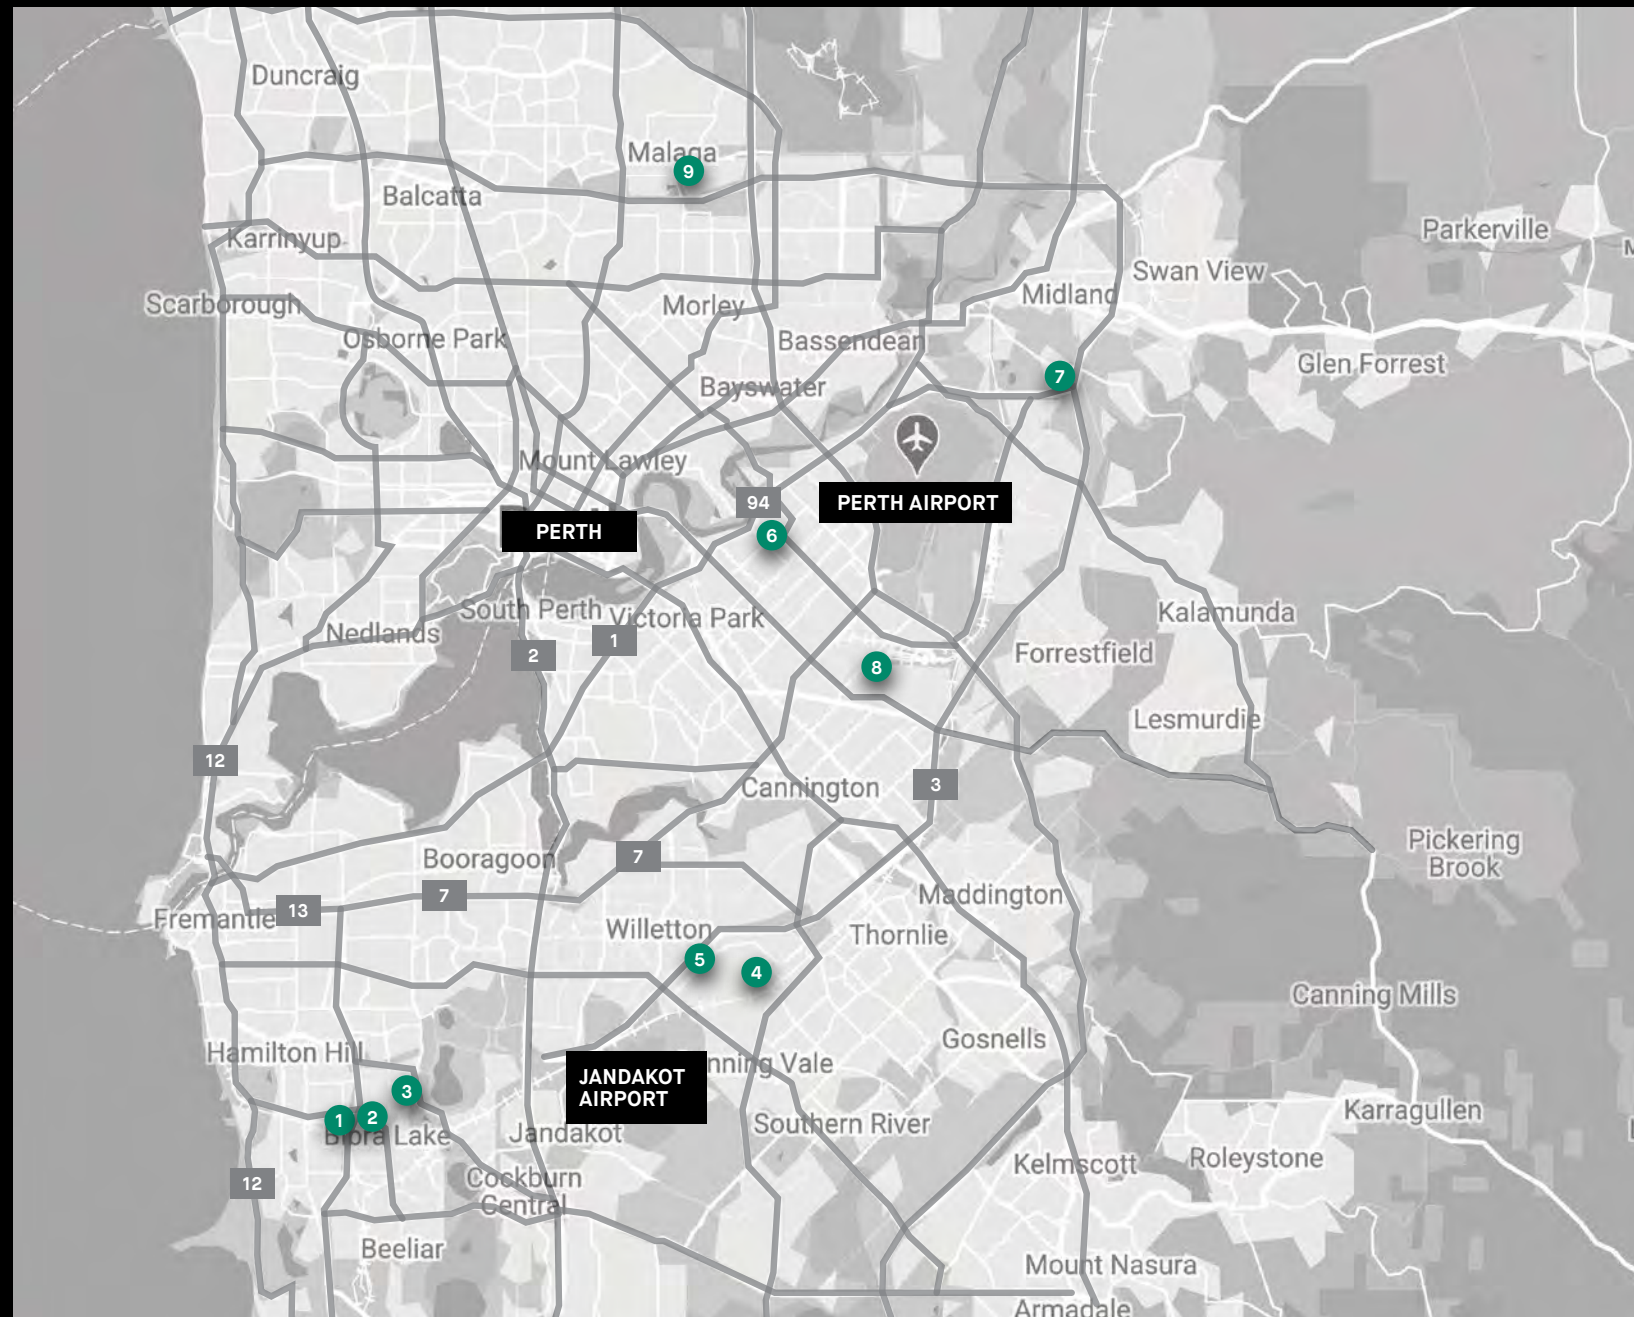 Duncraig
Malaga
9
Balcatta
Parkerville
Karrinyup
Swan View
Midland
Scarborough
Morley
Osborne Park
Bassendean
Glen Forrest
7
Bayswater
Mount Lawley
94
PERTH AIRPORT
PERTH
6
South Perth
Victoria Park
Kalamunda
Nedlands
1
2
Forrestfield
8
Lesmurdie
12
Cannington
3
Pickering
Brook
Booragoon
7
7
Maddington
13
Fremantle
Willetton
Thornlie
5
4
Canning Mills
Gosnells
Hamilton Hill
nning Vale
JANDAKOT
AIRPORT
3
1
2
Karragullen
Southern River
Lake
Jandakot
Kelmscott
Roleystone
Cockburn
Central
12
Beeliar
Mount Nasura
Armadale